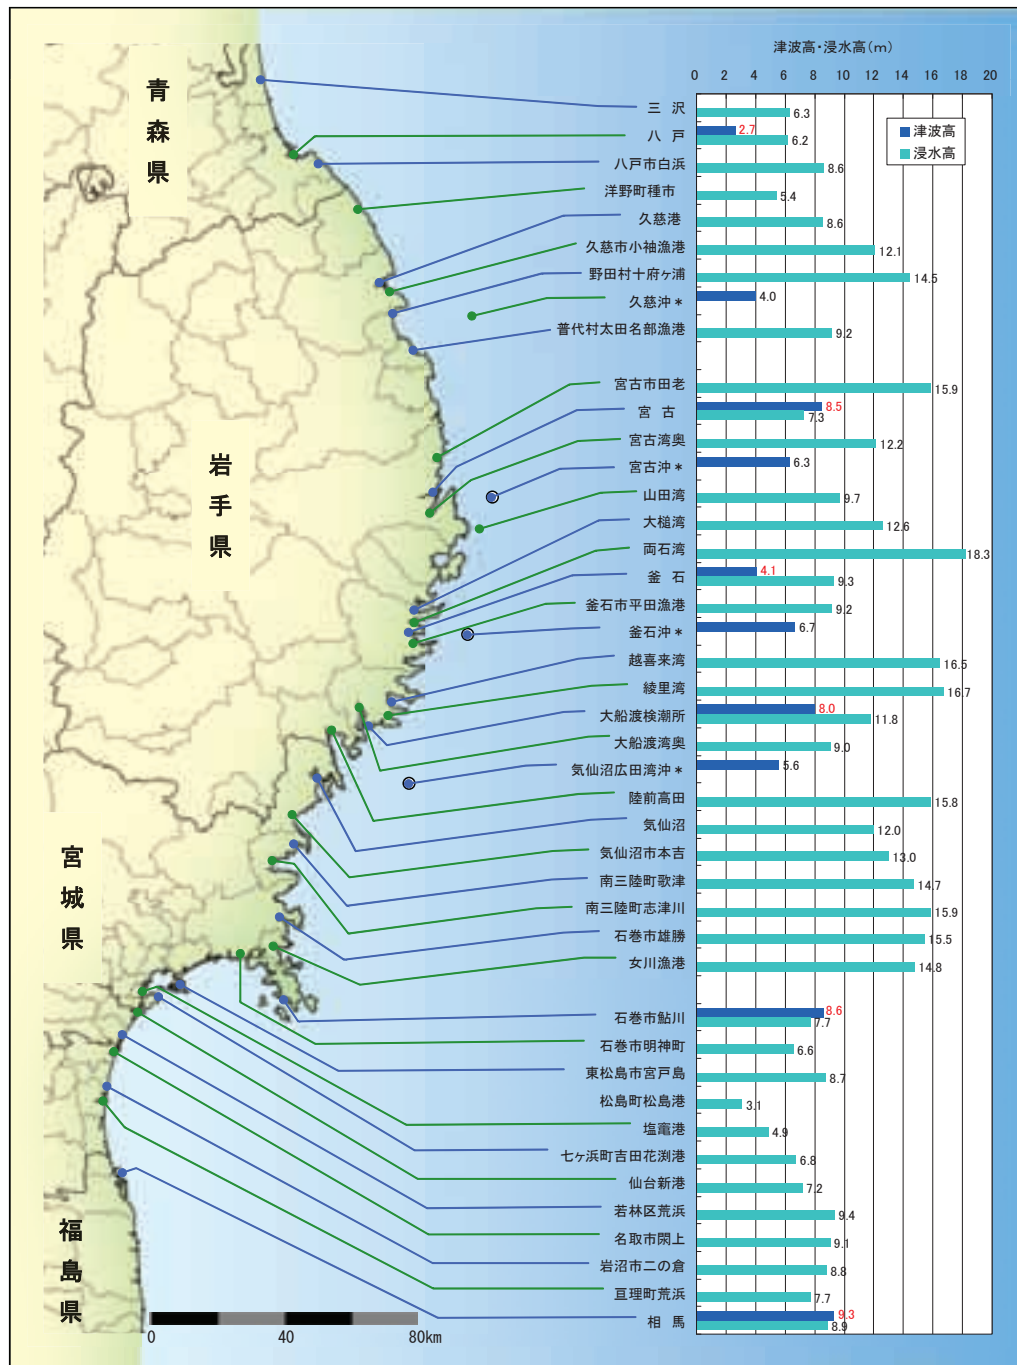 津波高・浸水高(m)
0 2 4 6 8 10 12 14 16 18 20
津波高
浸水高
青森県
岩手県
宮城県
福島県
三 沢 6.3
八 戸 2.7 6.2
八戸市白浜 8.6
洋野町種市 5.4
久慈港 8.6
久慈市小袖漁港 12.1
野田村十府ヶ浦 14.5
久慈沖* 4.0
普代村太田名部漁港 9.2
宮古市田老 15.9
宮 古 8.5 7.3
宮古湾奥 12.2
宮古沖* 6.3
山田湾 9.7
大槌湾 12.6
両石湾 18.3
釜 石 4.1 9.3
釜石市平田漁港 9.2
釜石沖* 6.7
越喜来湾 16.5
綾里湾 16.7
大船渡検潮所 8.0 11.8
大船渡湾奥 9.0
気仙沼広田湾沖* 5.6
陸前高田 15.8
気仙沼 12.0
気仙沼市本吉 13.0
南三陸町歌津 14.7
南三陸町志津川 15.9
石巻市雄勝 15.5
女川漁港 14.8
石巻市鮎川 8.6 7.7
石巻市明神町 6.6
東松島市宮戸島 8.7
松島町松島港 3.1
塩竈港 4.9
七ヶ浜町吉田花渕港 6.8
仙台新港 7.2
若林区荒浜 9.4
名取市閖上 9.1
岩沼市二の倉 8.8
亘理町荒浜 7.7
相 馬 9.3 8.9
0 40 80km